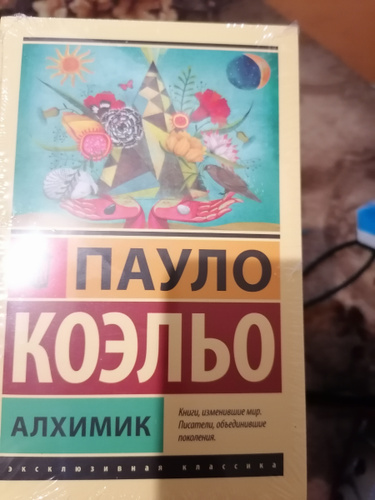 ПАУЛО
КОЭЛЬО
АЛХИМИК
Книги, изменившие мир.
Писатели, объединившие
поколения.
эксклюзивная классика